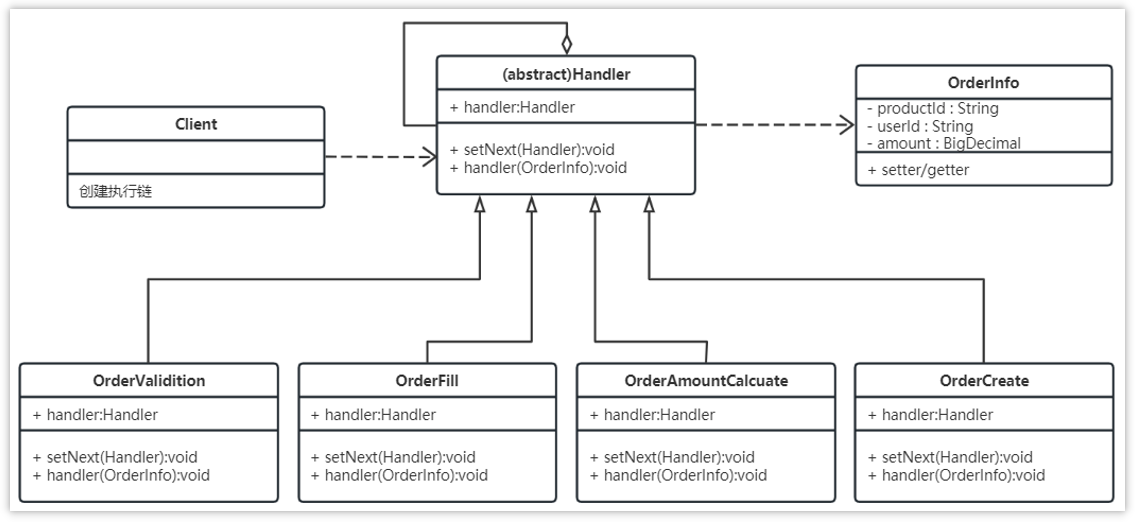 (abstract)Handler
+ handler:Handler
+ setNext(Handler):void
+ handler(OrderInfo):void
OrderInfo
- productId : String
- userId : String
- amount : BigDecimal
+ setter/getter
Client
创建执行链
OrderValidition
+ handler:Handler
+ setNext(Handler):void
+ handler(OrderInfo):void
OrderFill
+ handler:Handler
+ setNext(Handler):void
+ handler(OrderInfo):void
OrderAmountCalcuate
+ handler:Handler
+ setNext(Handler):void
+ handler(OrderInfo):void
OrderCreate
+ handler:Handler
+ setNext(Handler):void
+ handler(OrderInfo):void